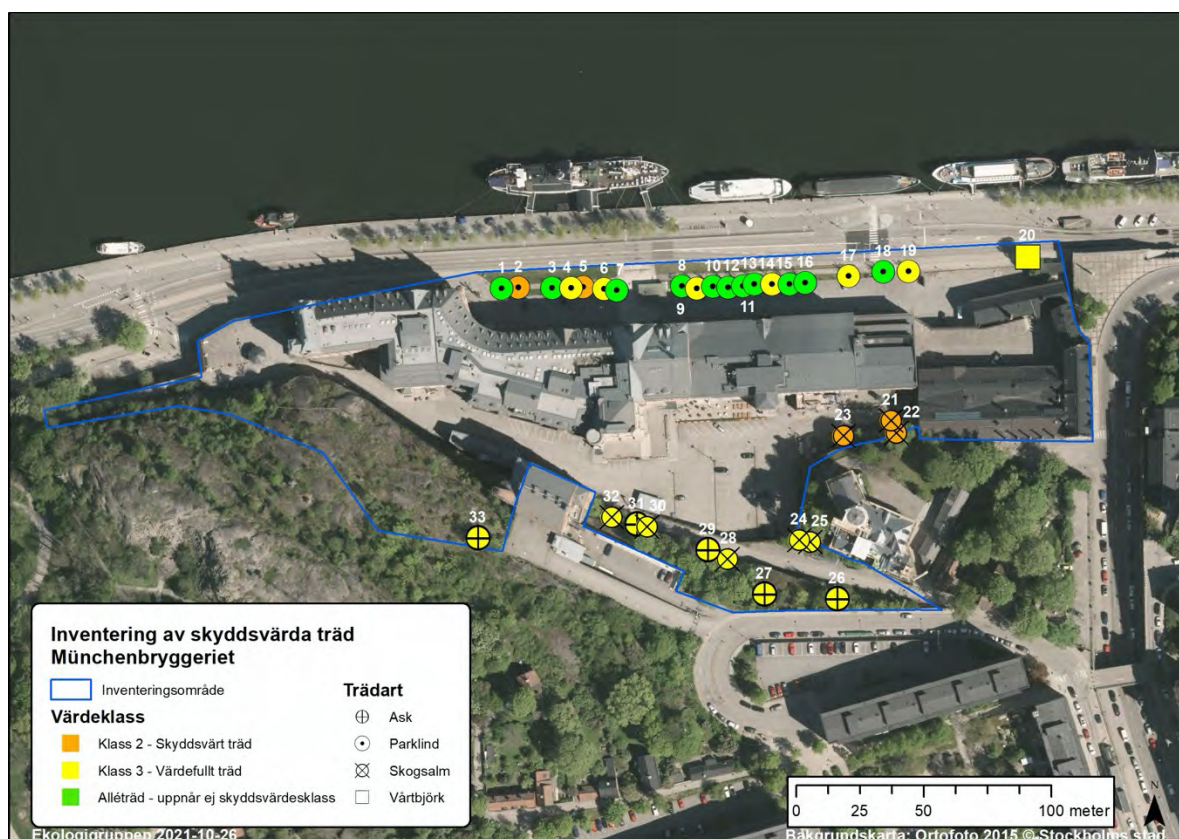 20
17 18 19
1 2 3 4 5 6 7 8 10 12 13 14 15 16
9 11
21
23 22
32 31 30 24 25
33 29 28
27 26
Inventering av skyddsvärda träd
Münchenbryggeriet
Inventeringsområde
Värdeklass
Klass 2 - Skyddsvärt träd
Klass 3 - Värdefullt träd
Alléträd - uppnår ej skyddsvärdesklass
Trädart
Ask
Parklind
Skogsalm
Vårtbjörk
0 25 50 100 meter
N
Ekologigruppen 2021-10-26
Bakgrundskarta: Ortofoto 2015 © Stockholms stad